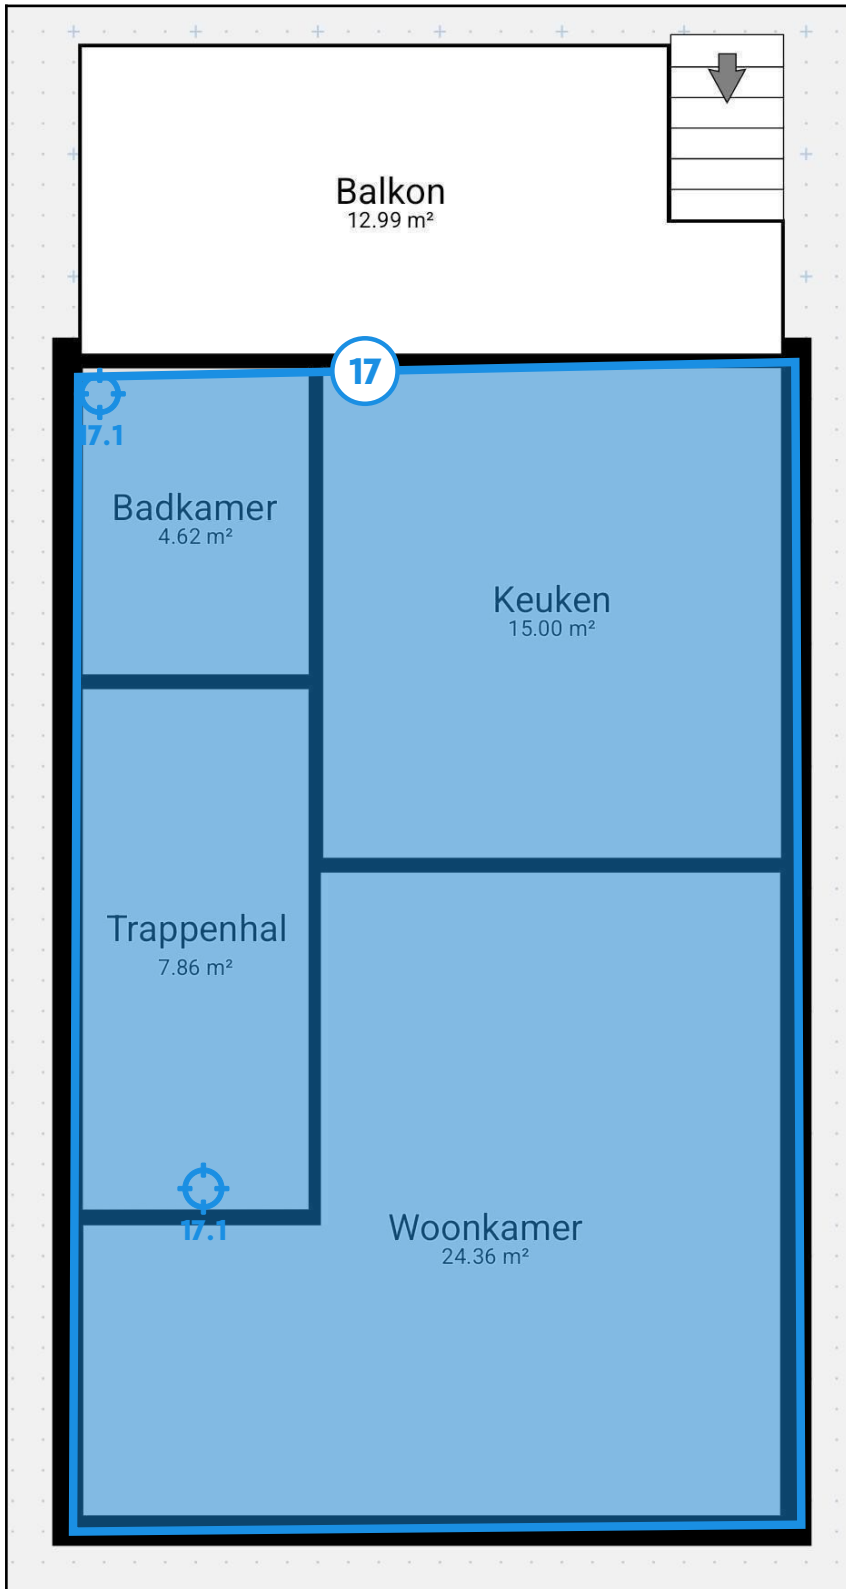 Balkon
12.99 m²
17
17.1
Badkamer
4.62 m²
Keuken
15.00 m²
Trappenhal
7.86 m²
17.1
Woonkamer
24.36 m²